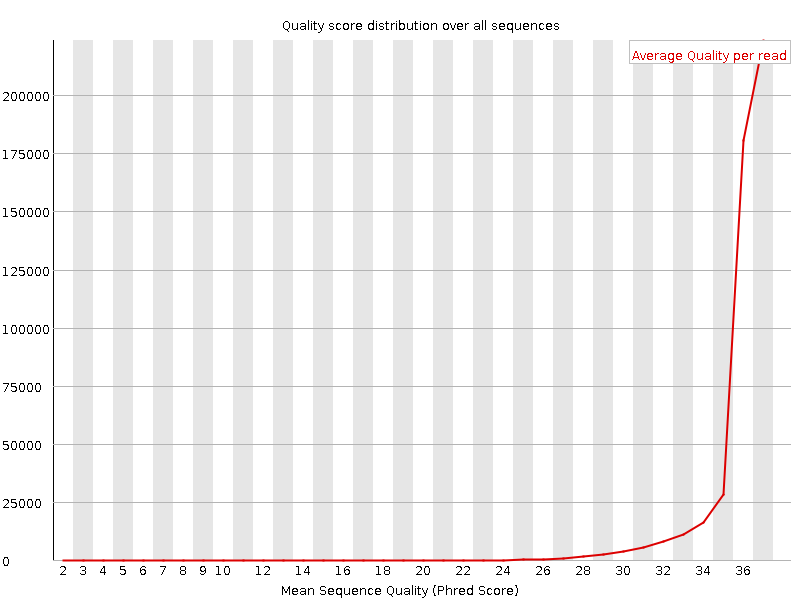 Quality score distribution over all sequences
Average Quality per read
200000
175000
150000
125000
100000
75000
50000
25000
0
2 3 4 5 6 7 8 9 10 12 14 16 18 20 22 24 26 28 30 32 34 36
Mean Sequence Quality (Phred Score)